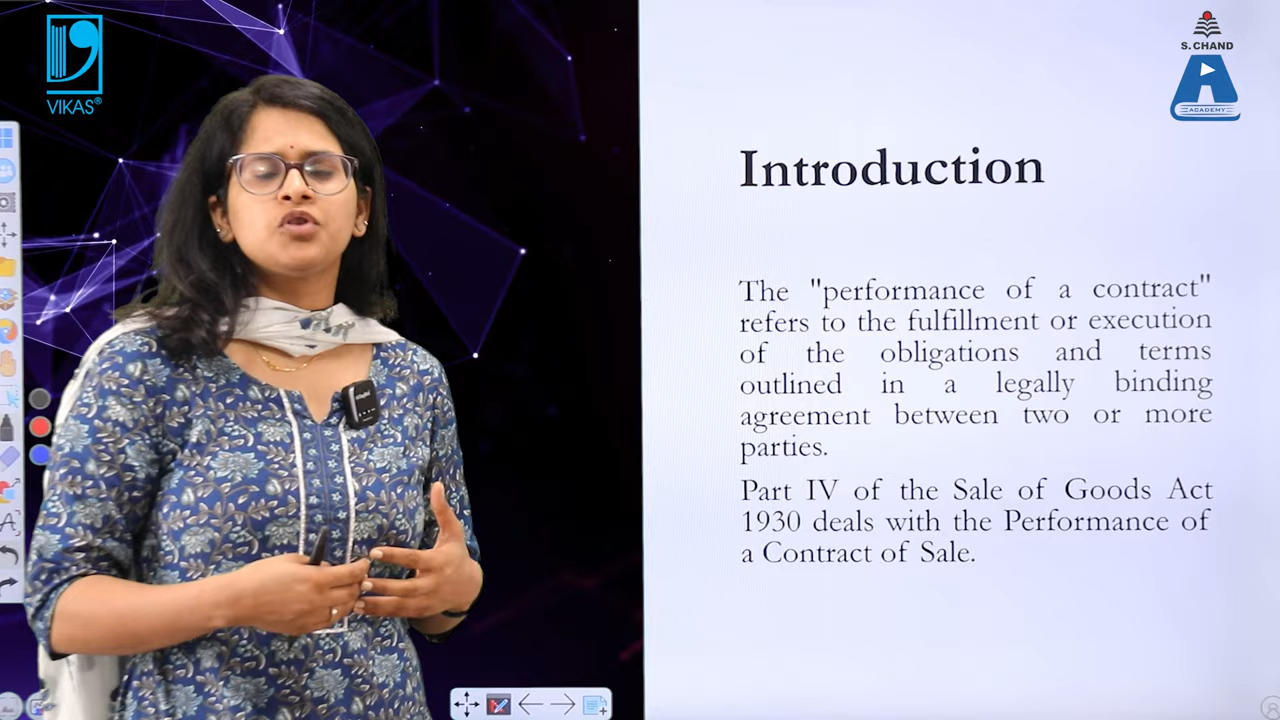 VIKAS®
S. CHAND
ACADEMY
Introduction
The "performance of a contract"
refers to the fulfillment or execution
of the obligations and terms
outlined in a legally binding
agreement between two or more
parties.
Part IV of the Sale of Goods Act
1930 deals with the Performance of
a Contract of Sale.